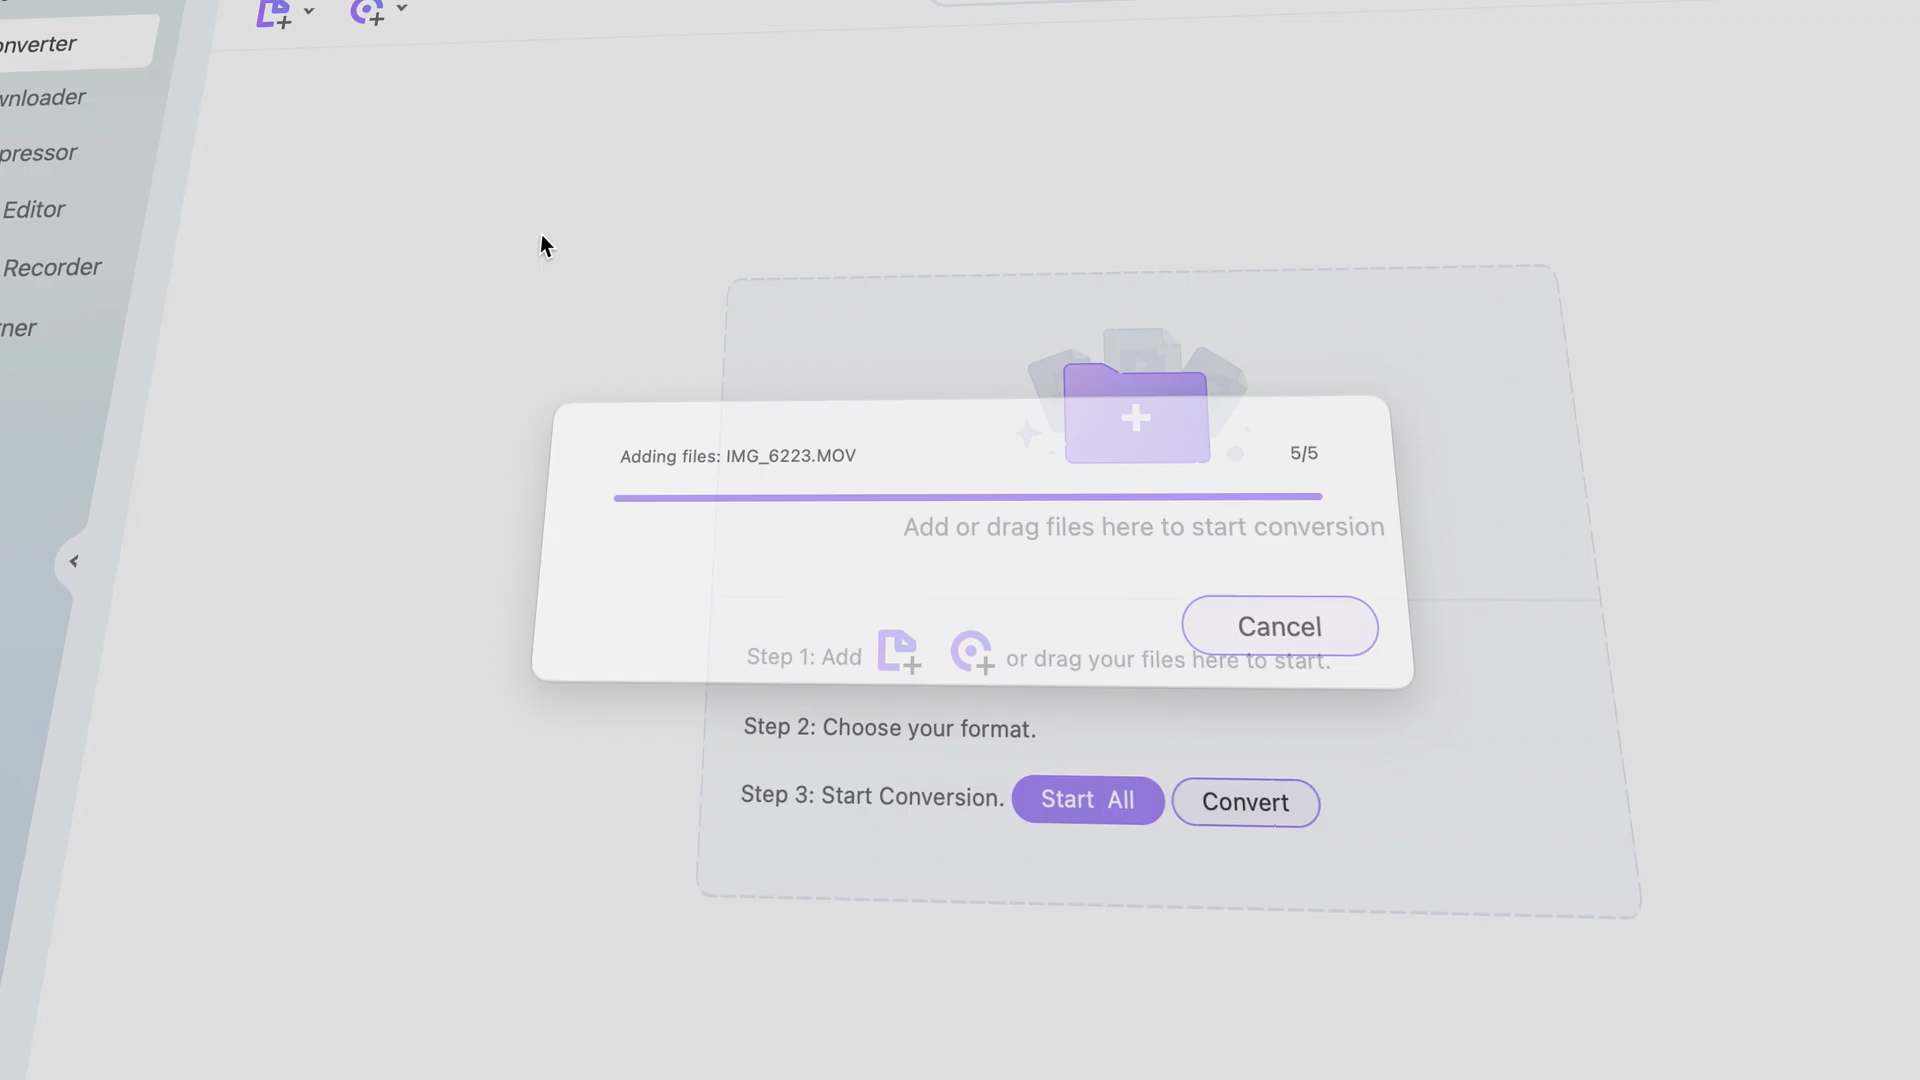 onverter
wnloader
pressor
Editor
Recorder
rner
Adding files: IMG_6223.MOV 5/5
Add or drag files here to start conversion
Cancel
Step 1: Add or drag your files here to start.
Step 2: Choose your format.
Step 3: Start Conversion. Start All Convert